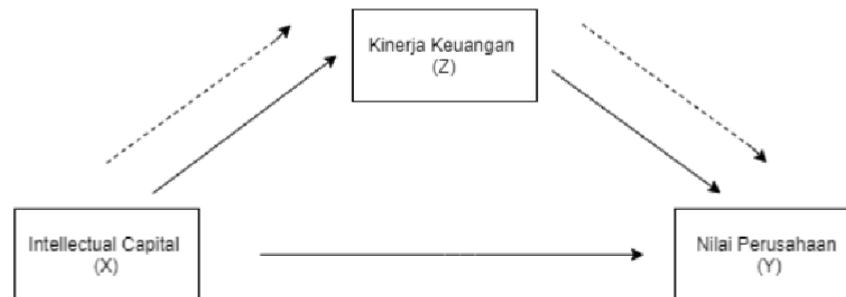 Kinerja Keuangan
(Z)
Intellectual Capital
(X)
Nilai Perusahaan
(Y)